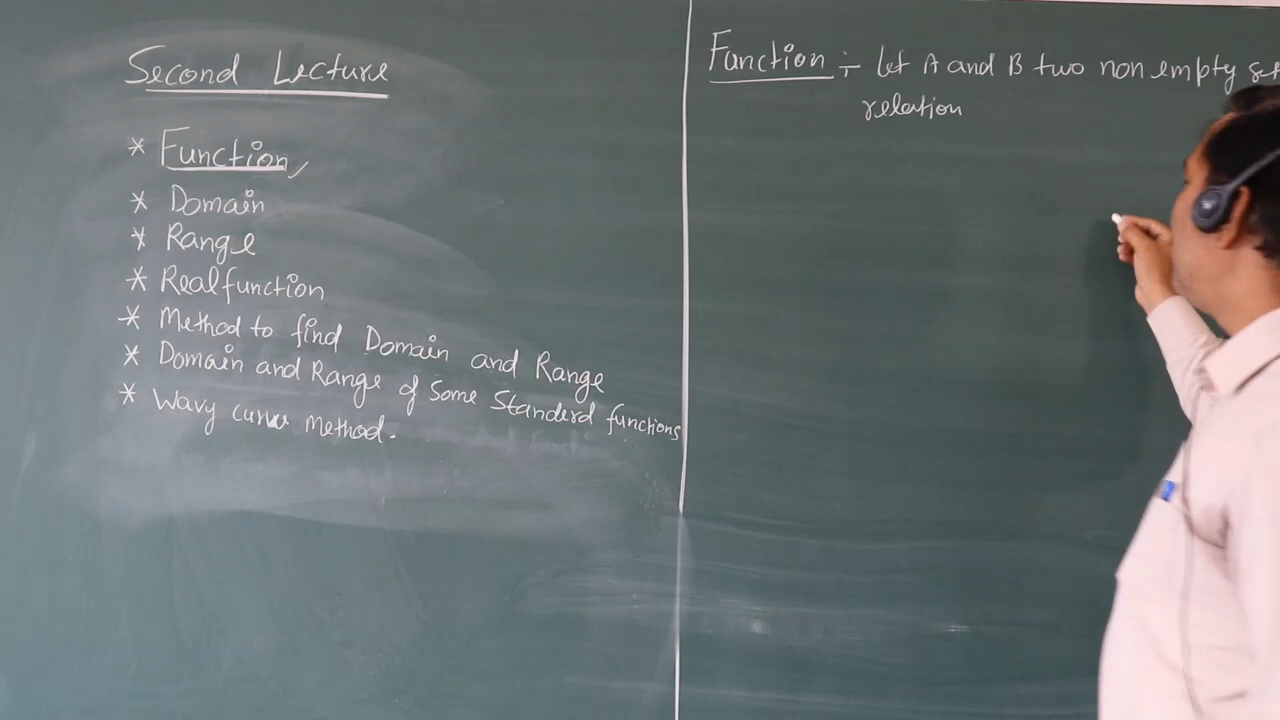 Second Lecture
* Function,
* Domain
* Range
* Real function
* Method to find Domain and Range
* Domain and Range of Some Standerd functions
* Wavy curve Method.
Function :- let A and B two non empty set
relation